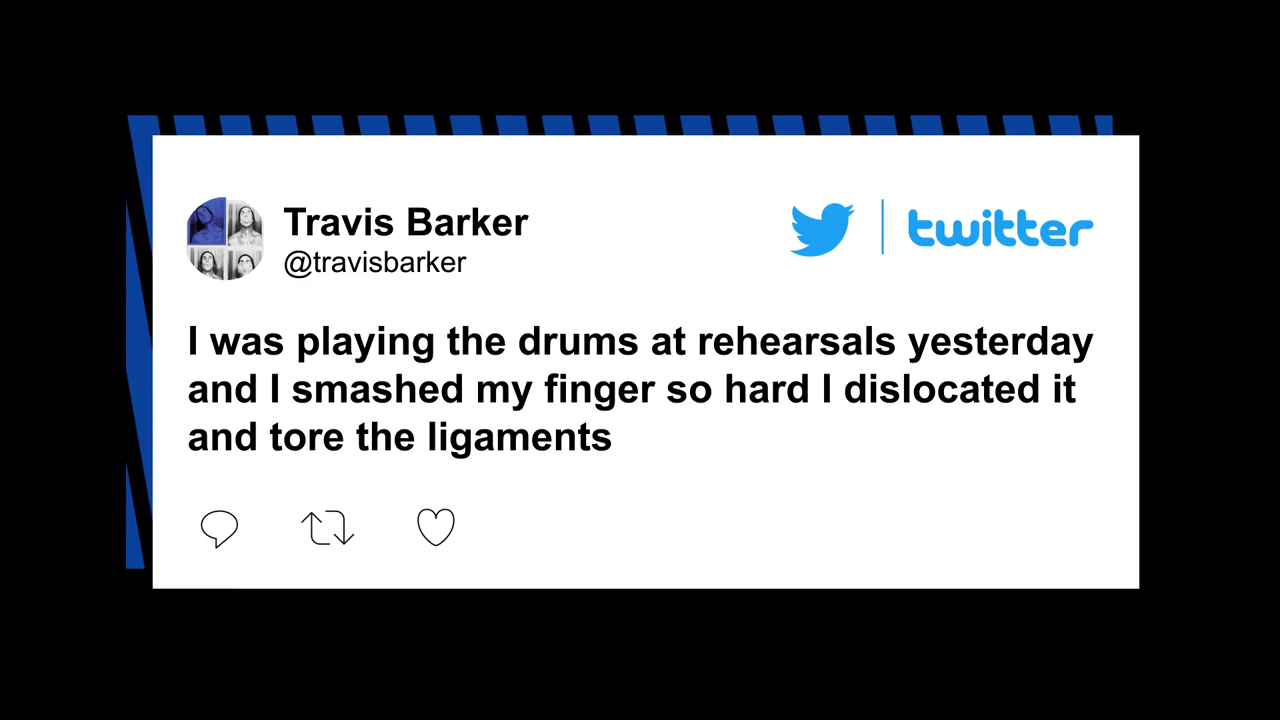 Travis Barker
@travisbarker
twitter
I was playing the drums at rehearsals yesterday
and I smashed my finger so hard I dislocated it
and tore the ligaments